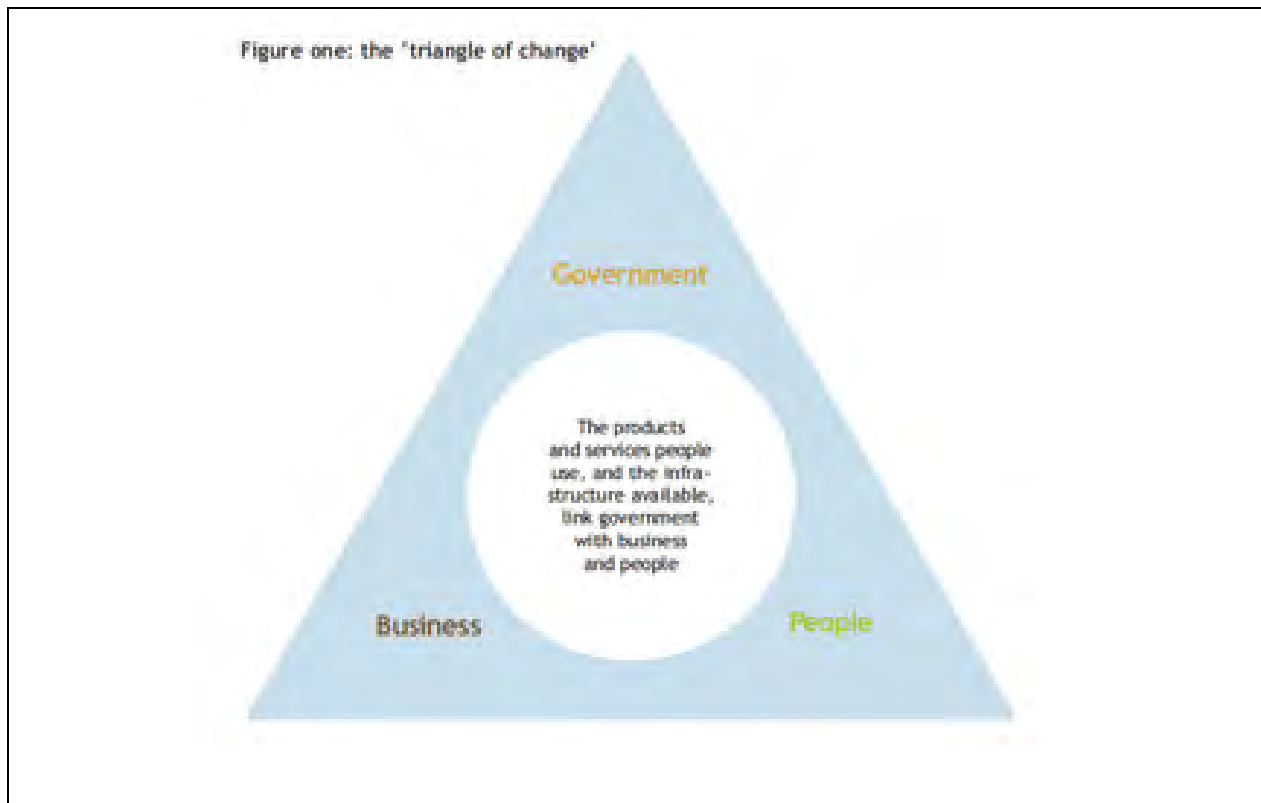 Figure one: the 'triangle of change'
Government
The products
and services people
use, and the infra-
structure available,
link government
with business
and people
Business
People